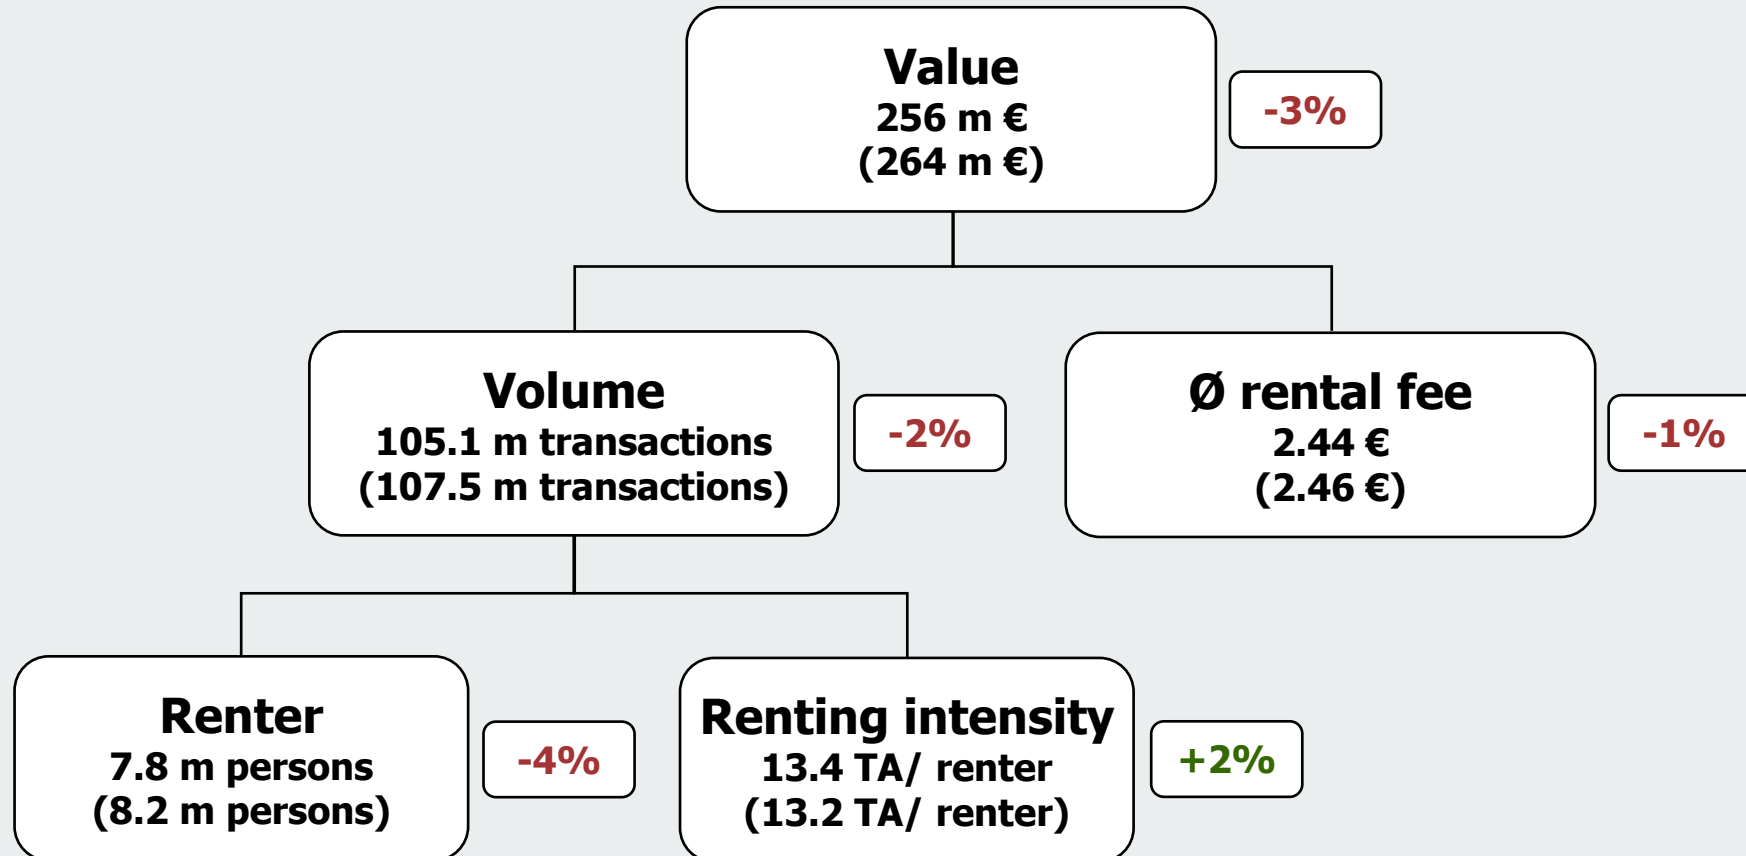 Value
256 m €
(264 m €)
-3%
Volume
105.1 m transactions
(107.5 m transactions)
-2%
Ø rental fee
2.44 €
(2.46 €)
-1%
Renter
7.8 m persons
(8.2 m persons)
-4%
Renting intensity
13.4 TA/ renter
(13.2 TA/ renter)
+2%